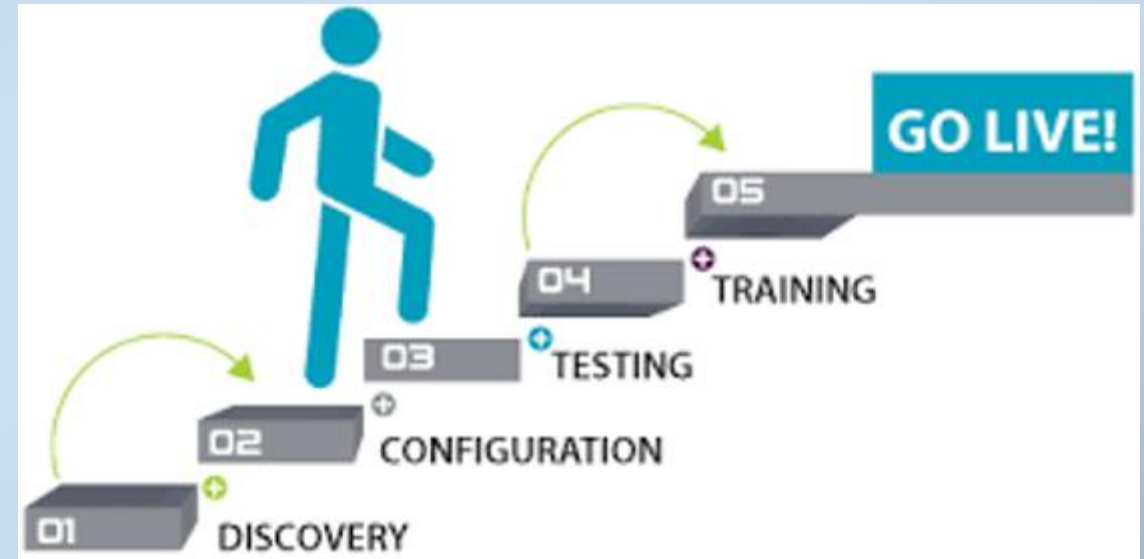 GO LIVE!
05
04
TRAINING
03
TESTING
02
CONFIGURATION
01
DISCOVERY